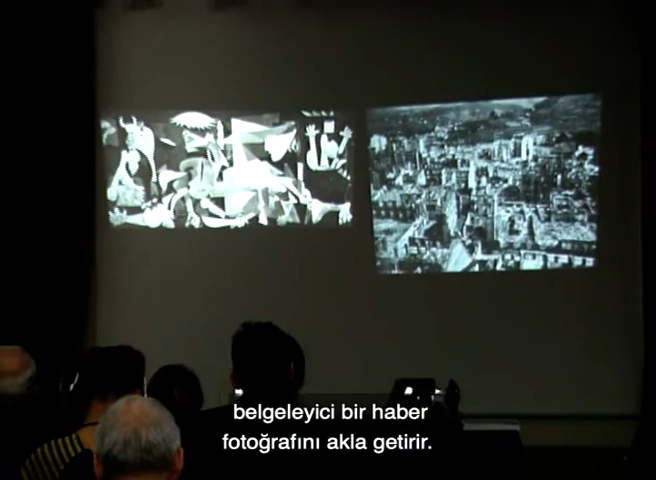 belgeleyici bir haber
fotoğrafını akla getirir.